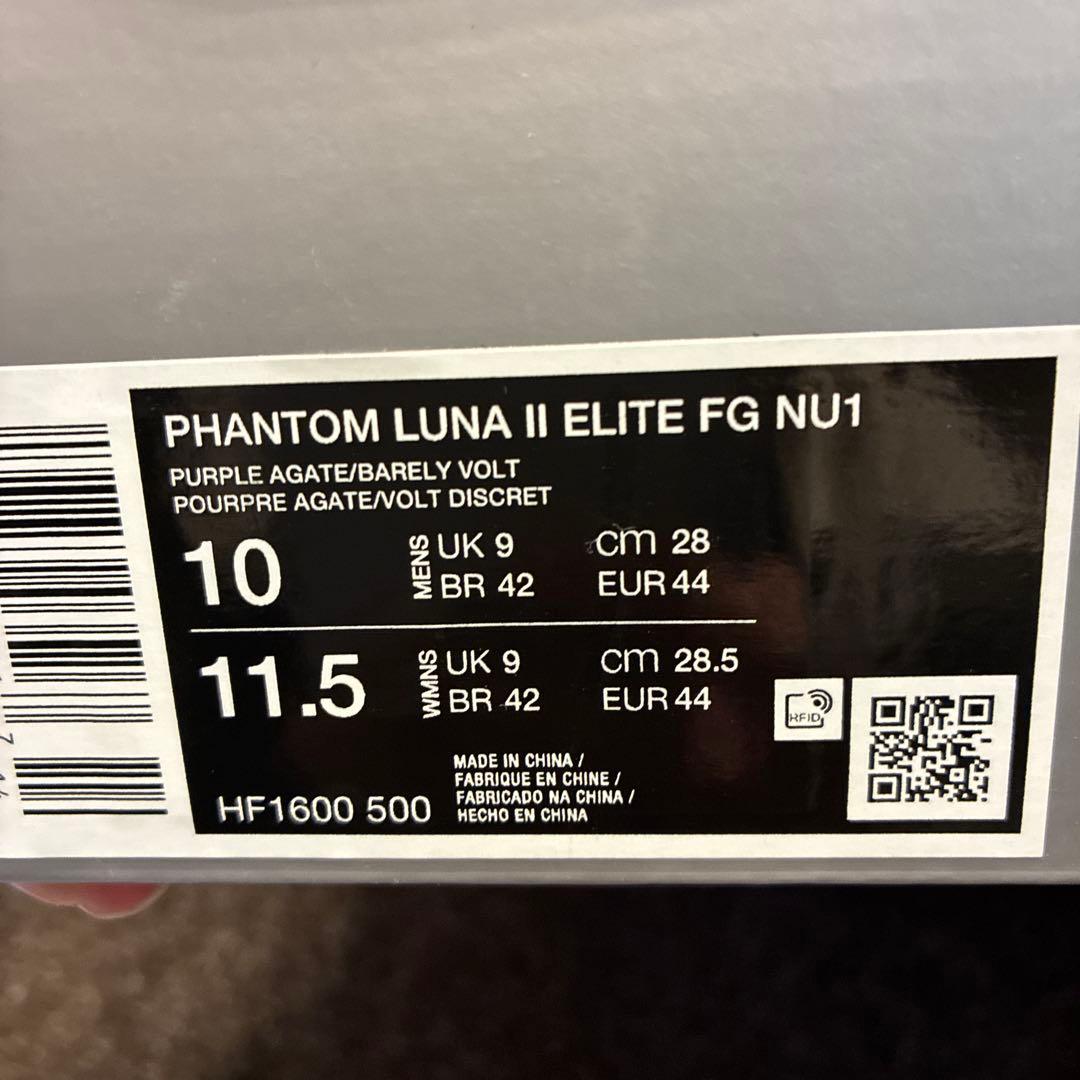 PHANTOM LUNA II ELITE FG NU1
PURPLE AGATE/BARELY VOLT
POURPRE AGATE/VOLT DISCRET
10 MENS UK 9 cm 28
BR 42 EUR 44
11.5 WMNS UK 9 cm 28.5
BR 42 EUR 44
RFID
MADE IN CHINA /
FABRIQUE EN CHINE /
FABRICADO NA CHINA /
HECHO EN CHINA
HF1600 500